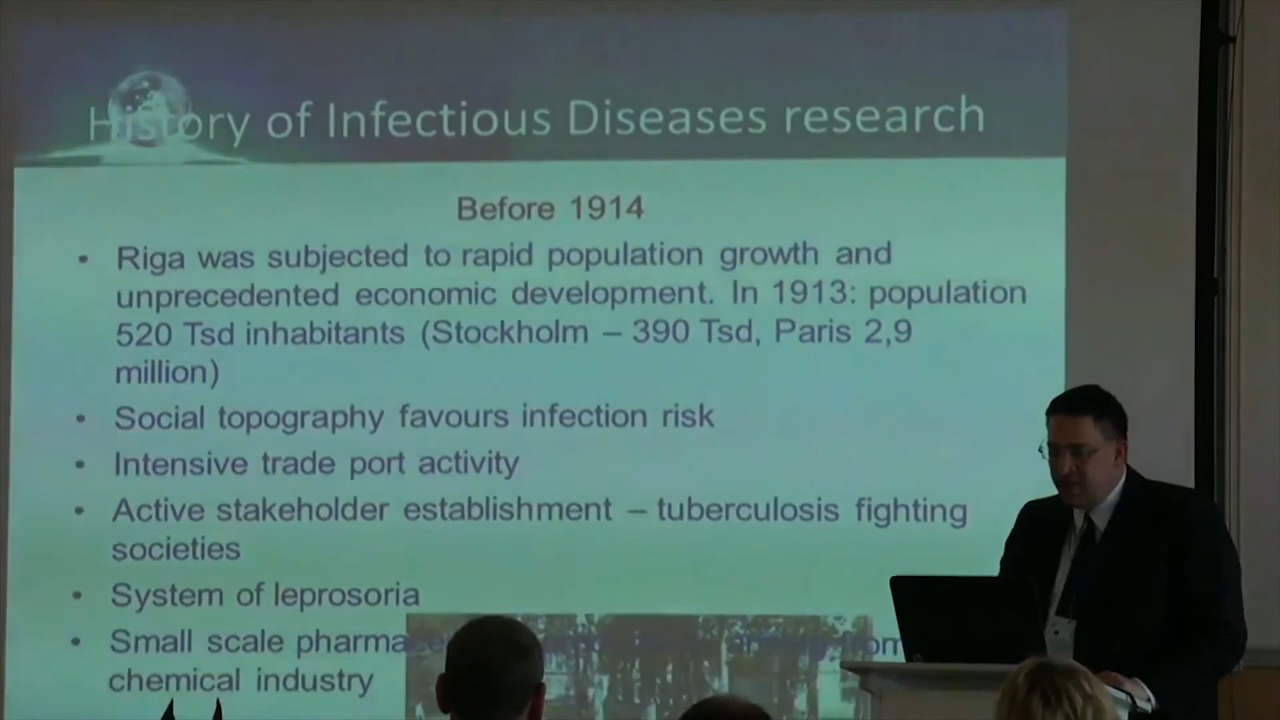 History of Infectious Diseases research
Before 1914
• Riga was subjected to rapid population growth and
unprecedented economic development. In 1913: population
520 Tsd inhabitants (Stockholm – 390 Tsd, Paris 2,9
million)
• Social topography favours infection risk
• Intensive trade port activity
• Active stakeholder establishment – tuberculosis fighting
societies
• System of leprosoria
• Small scale
chemical industry